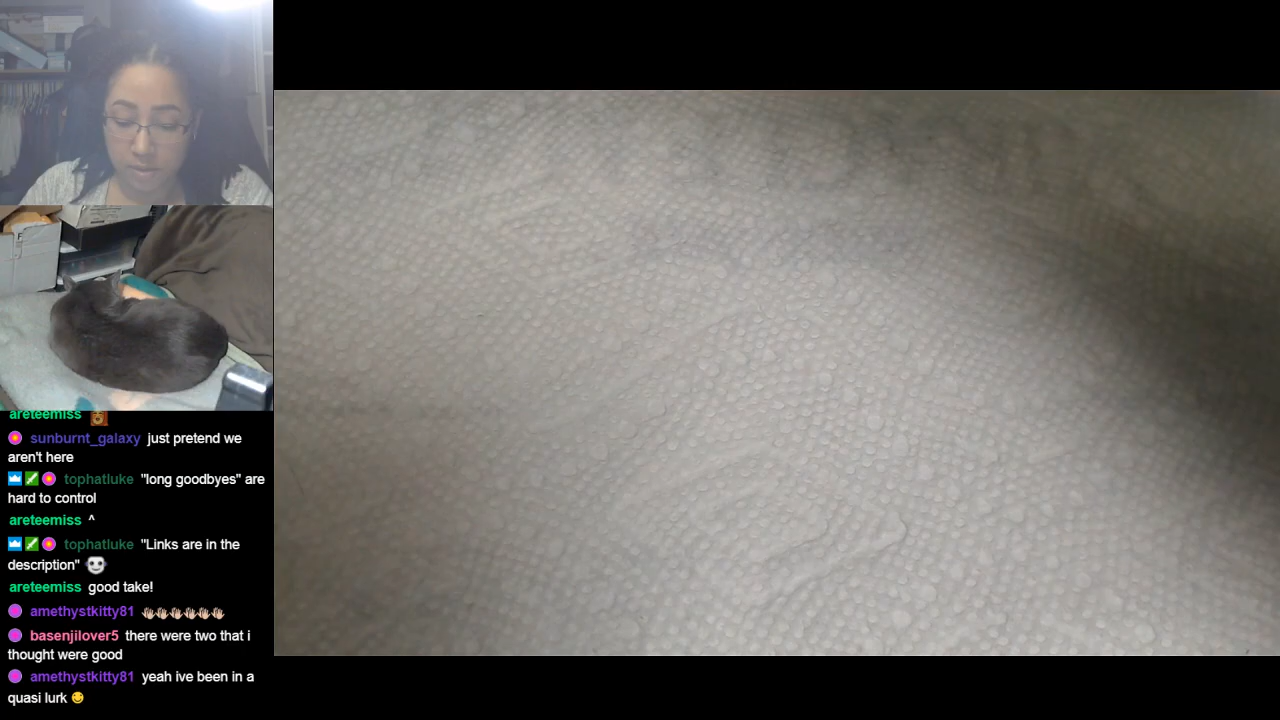 areteemiss
sunburnt_galaxy just pretend we
aren't here
tophatluke "long goodbyes" are
hard to control
areteemiss ^
tophatluke "Links are in the
description"
areteemiss good take!
amethystkitty81 👋🏻👋🏻👋🏻👋🏻👋🏻👋🏻
basenjilover5 there were two that i
thought were good
amethystkitty81 yeah ive been in a
quasi lurk